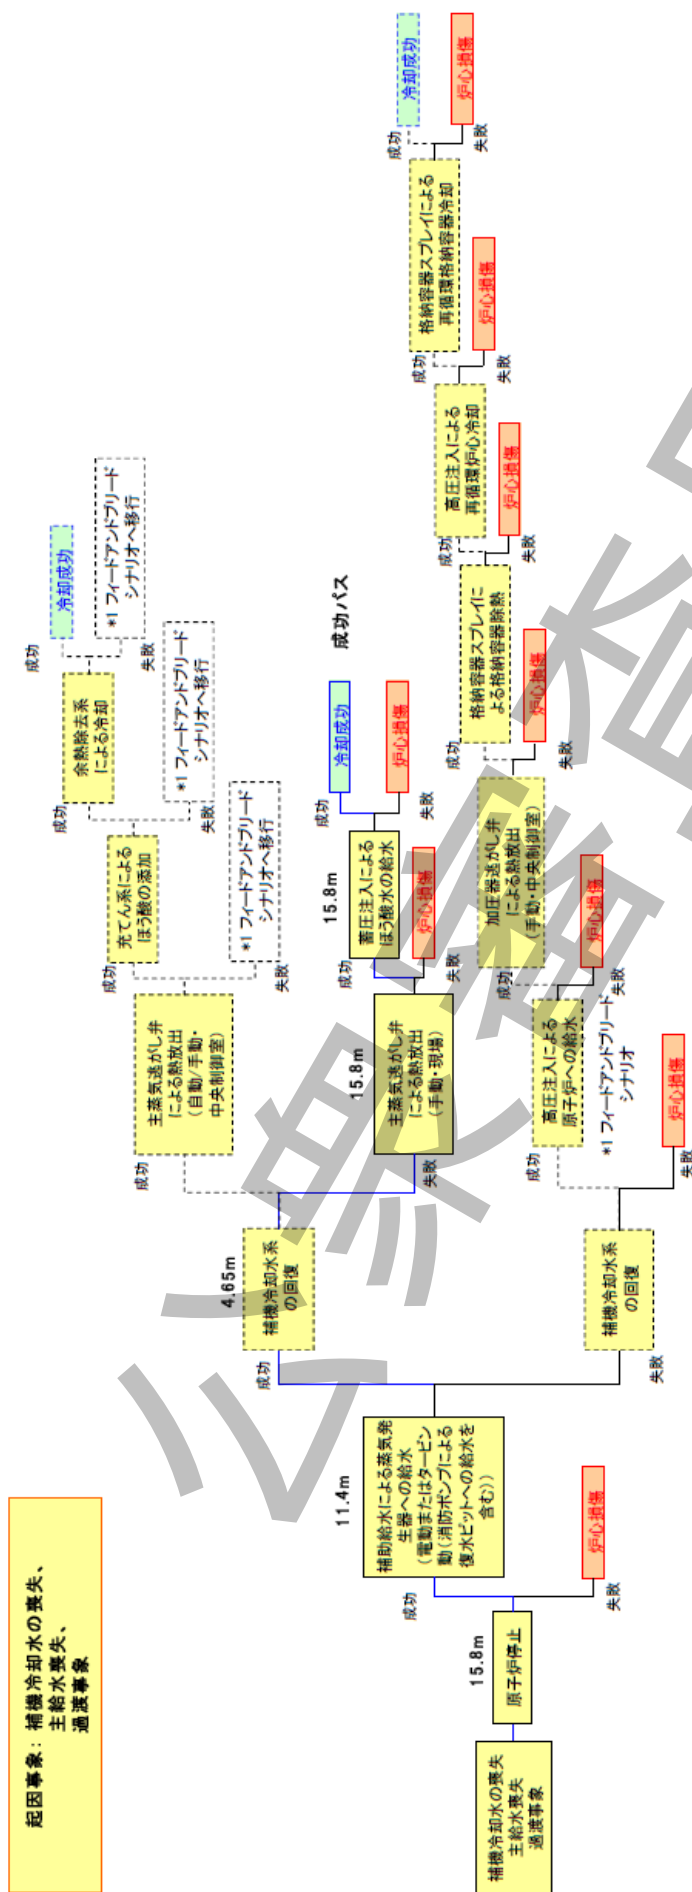 起因事象: 補機冷却水の喪失、
主給水喪失、
過渡事象
補機冷却水の喪失
主給水喪失
過渡事象
15.8m
原子炉停止
成功
失敗
炉心損傷
11.4m
補助給水による蒸気発
生器への給水
(電動またはタービン
動(消防ポンプによる
復水ピットへの給水を
含む))
成功
失敗
4.65m
補機冷却水系
の回復
成功
失敗
主蒸気逃がし弁
による熱放出
(自動/手動・
中央制御室)
成功
失敗
*1 フィードアンドブリード
シナリオへ移行
充てん系による
ほう酸の添加
成功
失敗
*1 フィードアンドブリード
シナリオへ移行
余熱除去系
による冷却
成功
失敗
冷却成功
*1 フィードアンドブリード
シナリオへ移行
15.8m
主蒸気逃がし弁
による熱放出
(手動・現場)
成功
失敗
炉心損傷
15.8m
蓄圧注入による
ほう酸水の給水
成功
失敗
冷却成功
炉心損傷
成功パス
補機冷却水系
の回復
成功
失敗
炉心損傷
高圧注入による
原子炉への給水
*1 フィードアンドブリード
シナリオ
成功
失敗
炉心損傷
加圧器逃がし弁
による熱放出
(手動・中央制御室)
成功
失敗
炉心損傷
格納容器スプレイに
よる格納容器除熱
成功
失敗
炉心損傷
高圧注入による
再循環炉心冷却
成功
失敗
炉心損傷
格納容器スプレイによる
再循環格納容器冷却
成功
失敗
冷却成功
炉心損傷